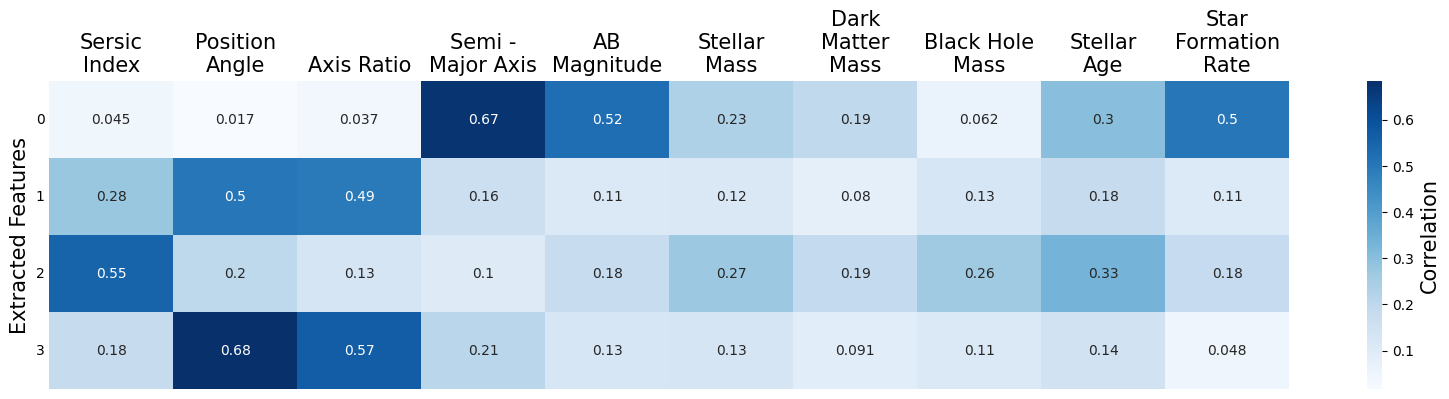 Dark
Star
Sersic Position Semi - AB Stellar Matter Black Hole Stellar Formation
Index Angle Axis Ratio Major Axis Magnitude Mass Mass Mass Age Rate
0 0.045 0.017 0.037 0.67 0.52 0.23 0.19 0.062 0.3 0.5
1 0.28 0.5 0.49 0.16 0.11 0.12 0.08 0.13 0.18 0.11
2 0.55 0.2 0.13 0.1 0.18 0.27 0.19 0.26 0.33 0.18
3 0.18 0.68 0.57 0.21 0.13 0.13 0.091 0.11 0.14 0.048
Extracted Features
0.6
0.5
0.4
0.3
0.2
0.1
Correlation